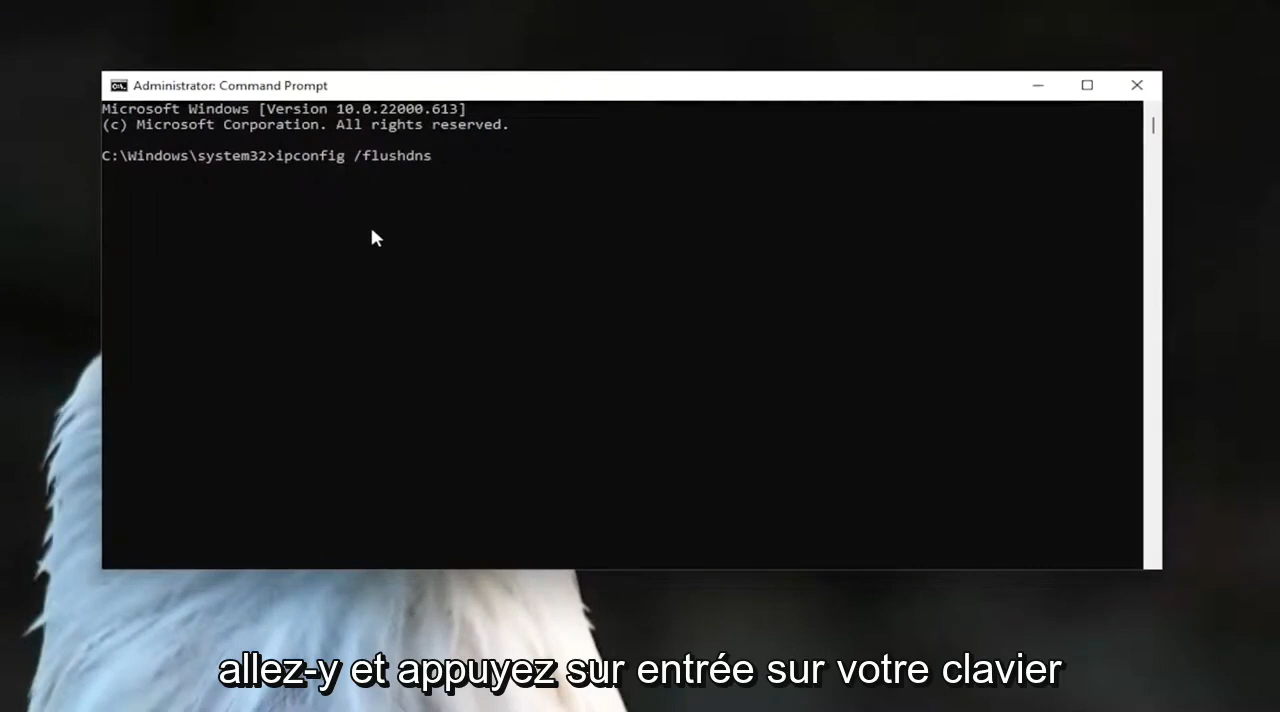 Administrator: Command Prompt
Microsoft Windows [Version 10.0.22000.613]
(c) Microsoft Corporation. All rights reserved.
C:\Windows\system32>ipconfig /flushdns
allez-y et appuyez sur entrée sur votre clavier